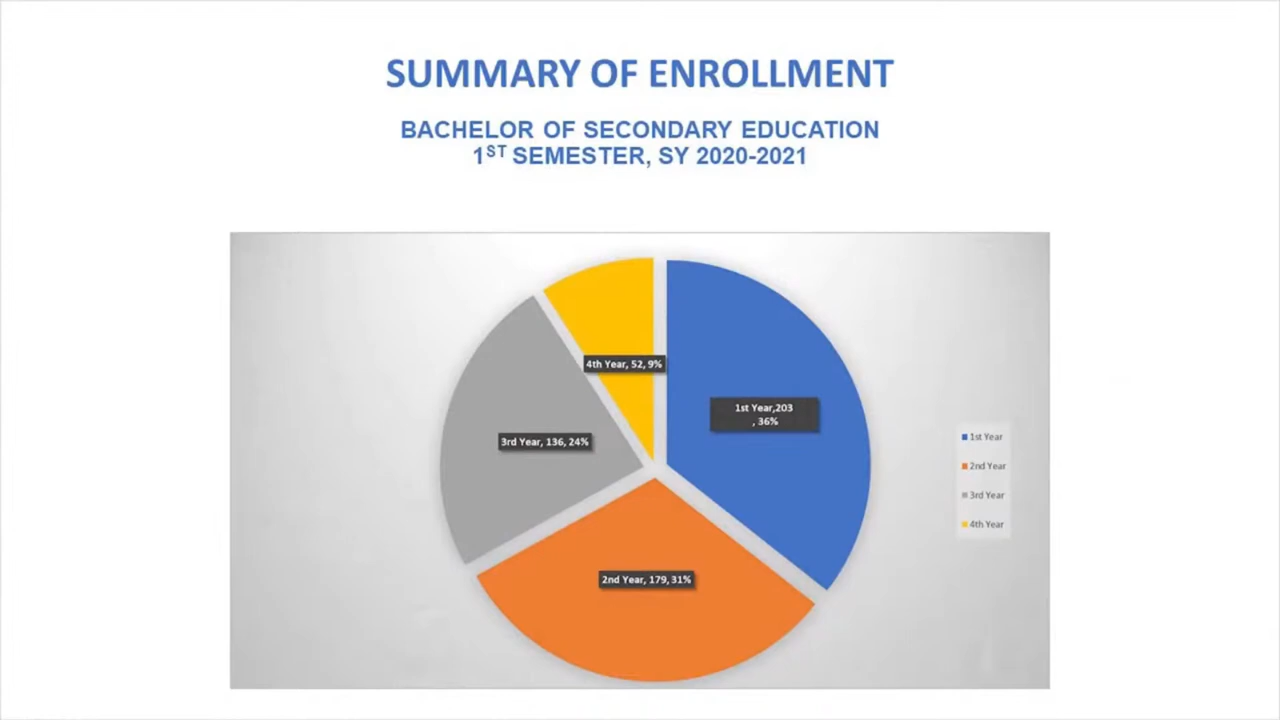 SUMMARY OF ENROLLMENT
BACHELOR OF SECONDARY EDUCATION
1ST SEMESTER, SY 2020-2021
4th Year, 52, 9%
1st Year,203
, 36%
3rd Year, 136, 24%
2nd Year, 179, 31%
1st Year
2nd Year
3rd Year
4th Year